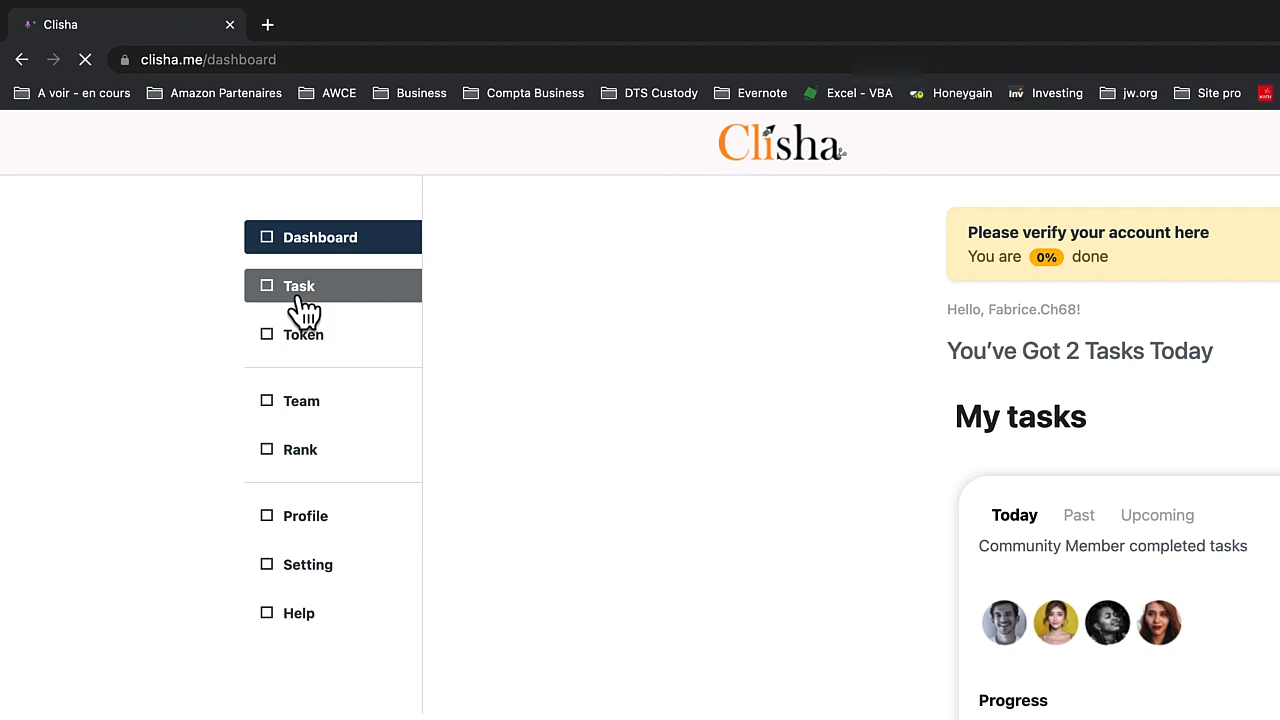 Clisha
clisha.me/dashboard
A voir - en cours
Amazon Partenaires
AWCE
Business
Compta Business
DTS Custody
Evernote
Excel - VBA
Honeygain
Investing
jw.org
Site pro
Clisha
Dashboard
Task
Token
Team
Rank
Profile
Setting
Help
Please verify your account here
You are 0% done
Hello, Fabrice.Ch68!
You’ve Got 2 Tasks Today
My tasks
Today Past Upcoming
Community Member completed tasks
Progress